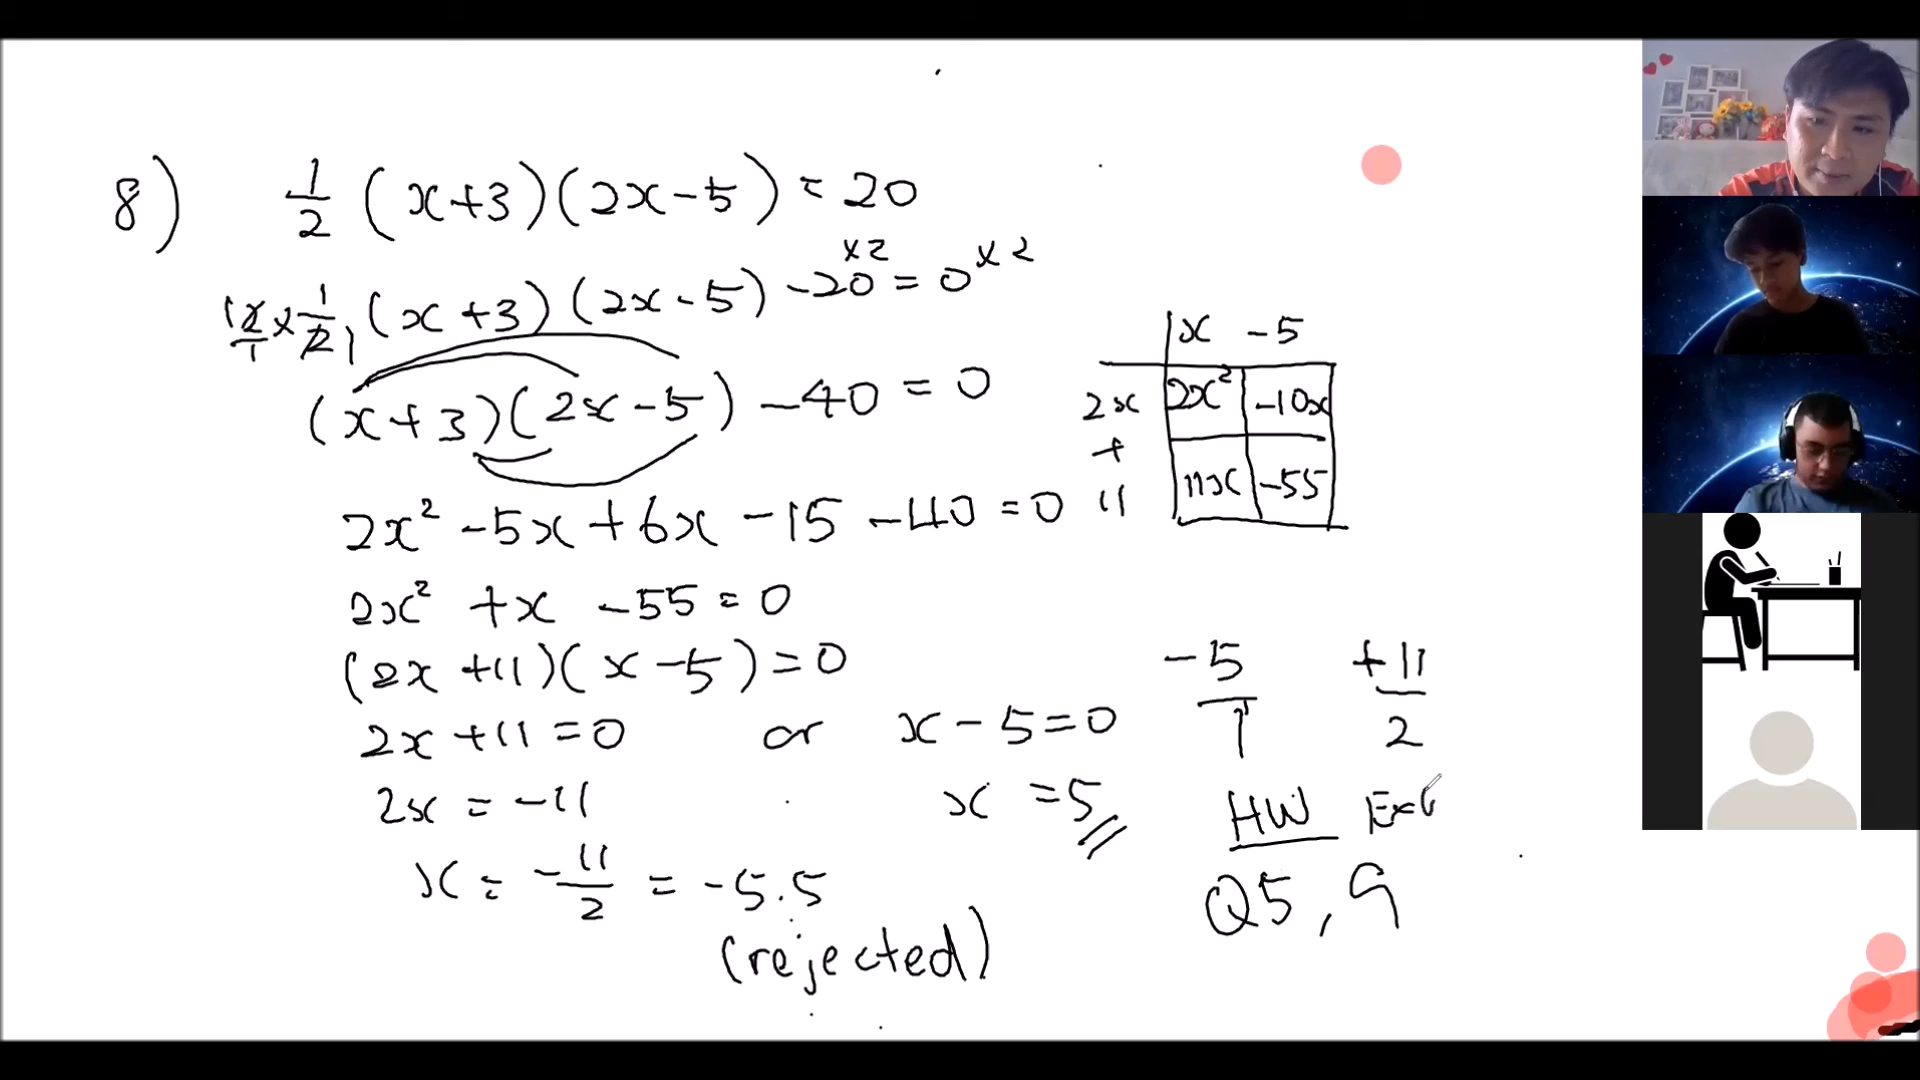 8) 1/2 (x+3)(2x-5) = 20
×2 ×2
2/1 × 1/2 (x+3)(2x-5) -20 = 0
(x+3)(2x-5) -40 = 0
2x² -5x +6x -15 -40 = 0
2x² +x -55 = 0
(2x +11)(x -5) = 0
2x +11 = 0 or x -5 = 0
2x = -11 x = 5
x = -11/2 = -5.5
(rejected)
x -5
2x 2x² -10x
+
11 11x -55
-5/1 +11/2
HW
Q5, 9